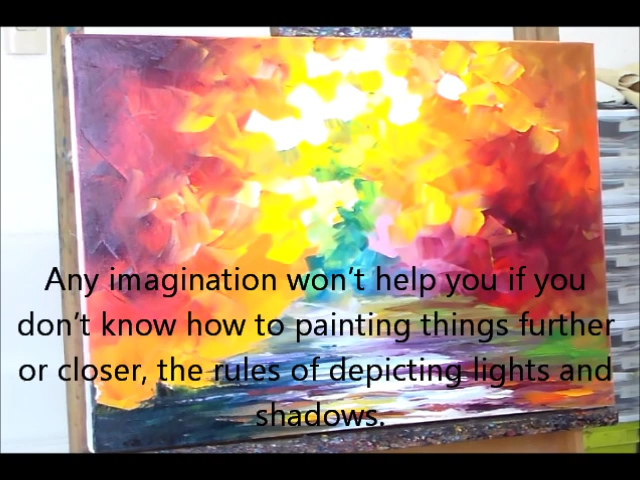 Any imagination won't help you if you
don't know how to painting things further
or closer, the rules of depicting lights and
shadows.